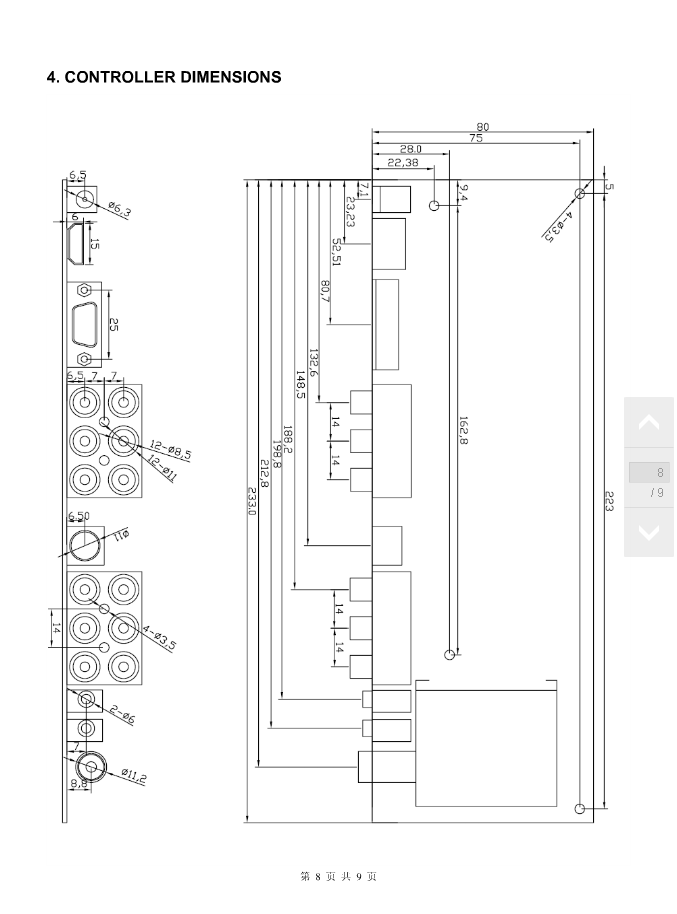 4. CONTROLLER DIMENSIONS
80
75
28.0
22,38
6,5
Ø6,3
6
15
25
6,5 7 7
12-Ø8,5
12-Ø11
6,50
Ø11
14
4-Ø3,5
2-Ø6
7
Ø11,2
8,8
7,1
23,23
52,51
80,7
132,6
148,5
188,2
198,8
212,8
233.0
14
14
14
14
9,4
162,8
4-Ø3,5
5
223
8
/ 9
第 8 页 共 9 页